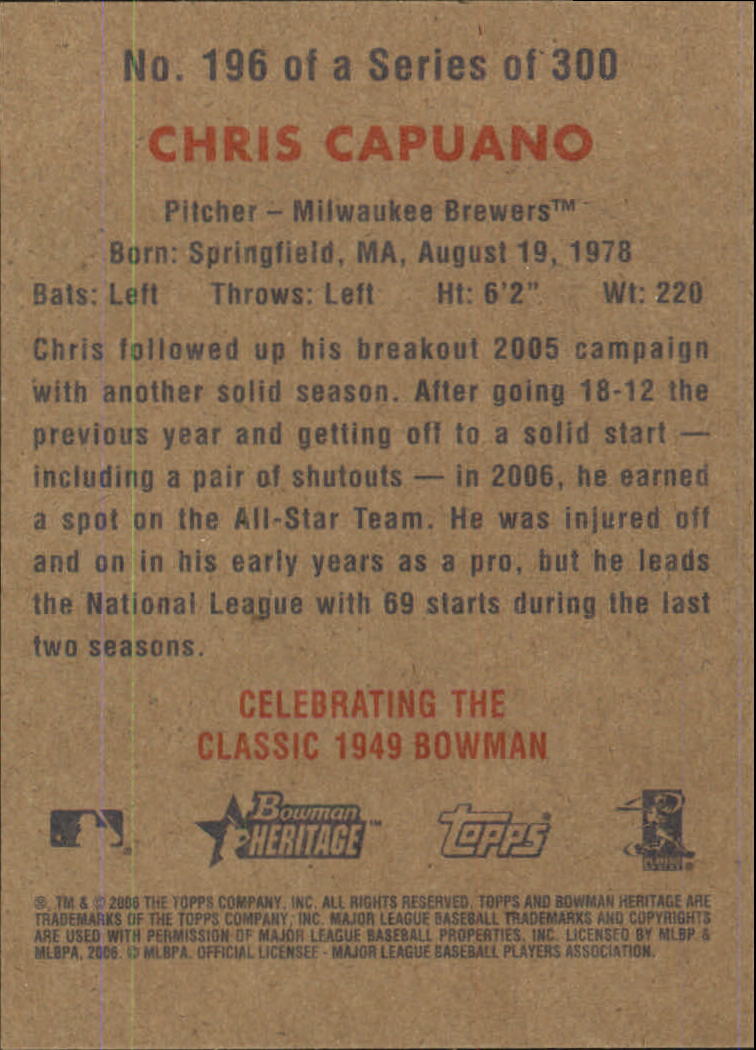 No. 196 of a Series of 300
CHRIS CAPUANO
Pitcher – Milwaukee Brewers™
Born: Springfield, MA, August 19, 1978
Bats: Left Throws: Left Ht: 6'2" Wt: 220
Chris followed up his breakout 2005 campaign
with another solid season. After going 18-12 the
previous year and getting off to a solid start —
including a pair of shutouts — in 2006, he earned
a spot on the All-Star Team. He was injured off
and on in his early years as a pro, but he leads
the National League with 69 starts during the last
two seasons.
CELEBRATING THE
CLASSIC 1949 BOWMAN
Bowman HERITAGE™
Topps®
PLAYERS
®, TM & © 2006 THE TOPPS COMPANY, INC. ALL RIGHTS RESERVED. TOPPS AND BOWMAN HERITAGE ARE
TRADEMARKS OF THE TOPPS COMPANY, INC. MAJOR LEAGUE BASEBALL TRADEMARKS AND COPYRIGHTS
ARE USED WITH PERMISSION OF MAJOR LEAGUE BASEBALL PROPERTIES, INC. LICENSED BY MLBP &
MLBPA, 2006. © MLBPA. OFFICIAL LICENSEE - MAJOR LEAGUE BASEBALL PLAYERS ASSOCIATION.